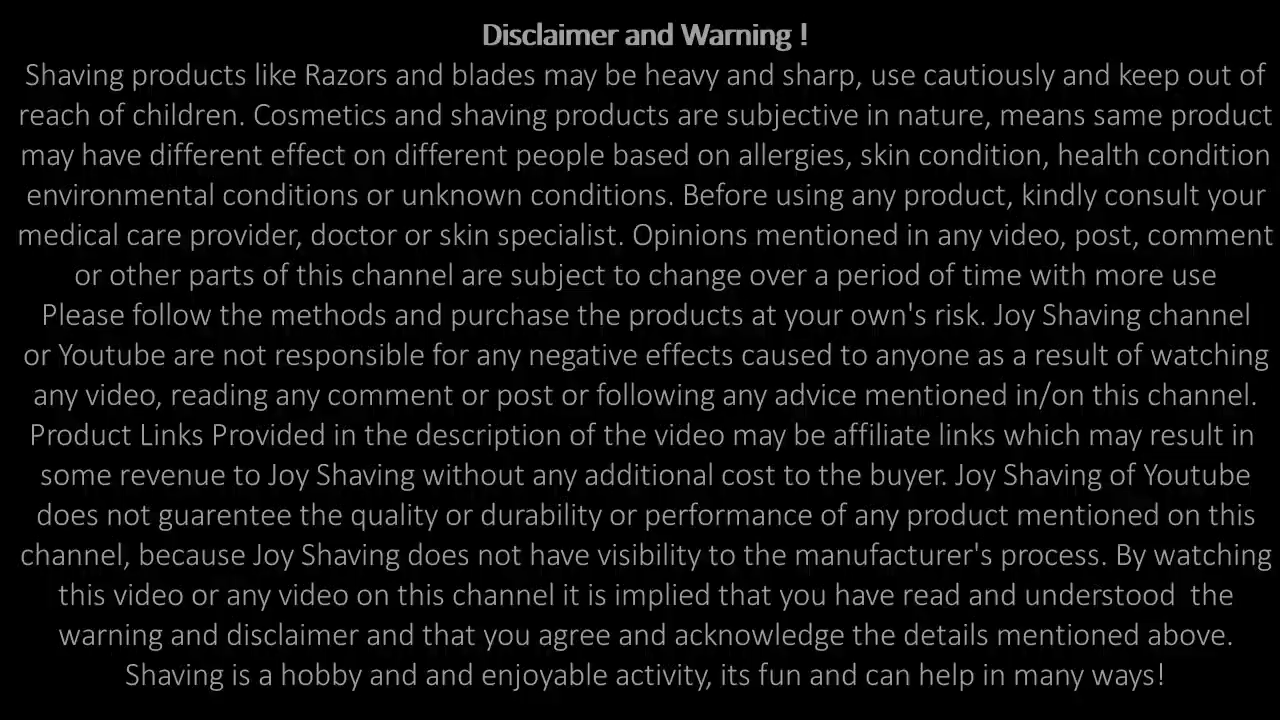 Disclaimer and Warning !
Shaving products like Razors and blades may be heavy and sharp, use cautiously and keep out of
reach of children. Cosmetics and shaving products are subjective in nature, means same product
may have different effect on different people based on allergies, skin condition, health condition
environmental conditions or unknown conditions. Before using any product, kindly consult your
medical care provider, doctor or skin specialist. Opinions mentioned in any video, post, comment
or other parts of this channel are subject to change over a period of time with more use
Please follow the methods and purchase the products at your own's risk. Joy Shaving channel
or Youtube are not responsible for any negative effects caused to anyone as a result of watching
any video, reading any comment or post or following any advice mentioned in/on this channel.
Product Links Provided in the description of the video may be affiliate links which may result in
some revenue to Joy Shaving without any additional cost to the buyer. Joy Shaving of Youtube
does not guarentee the quality or durability or performance of any product mentioned on this
channel, because Joy Shaving does not have visibility to the manufacturer's process. By watching
this video or any video on this channel it is implied that you have read and understood  the
warning and disclaimer and that you agree and acknowledge the details mentioned above.
Shaving is a hobby and and enjoyable activity, its fun and can help in many ways!